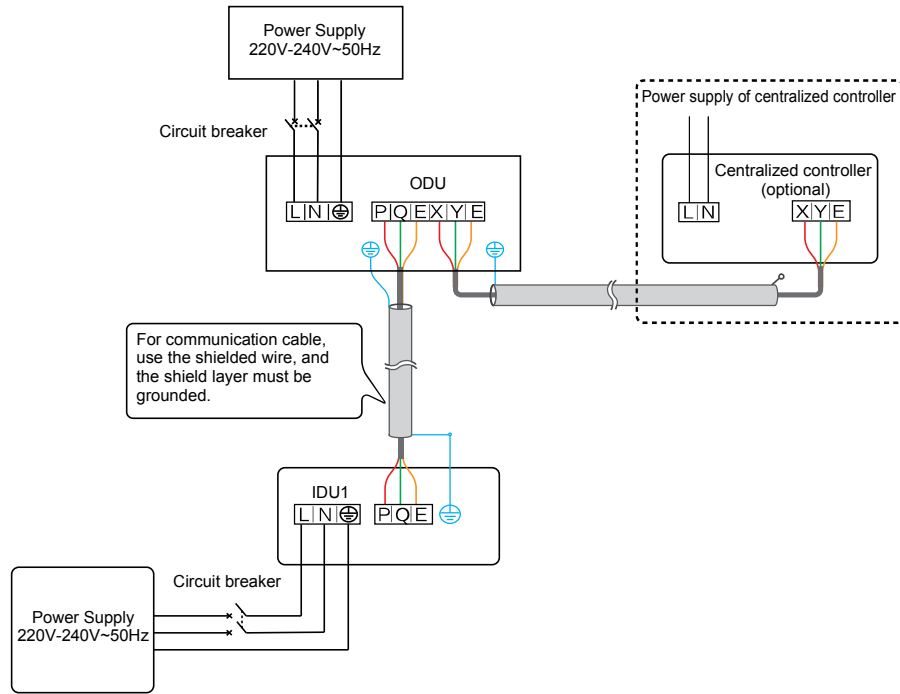 Power Supply
220V-240V~50Hz
Power supply of centralized controller
Circuit breaker
Centralized controller
(optional)
ODU
L N
P Q E X Y E
L N
X Y E
For communication cable,
use the shielded wire, and
the shield layer must be
grounded.
IDU1
L N
P Q E
Circuit breaker
Power Supply
220V-240V~50Hz